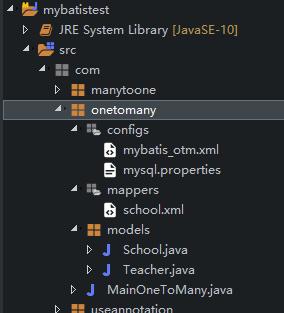 mybatistest
JRE System Library [JavaSE-10]
src
com
manytoone
onetomany
configs
mybatis_otm.xml
mysql.properties
mappers
school.xml
models
School.java
Teacher.java
MainOneToMany.java
useannotation